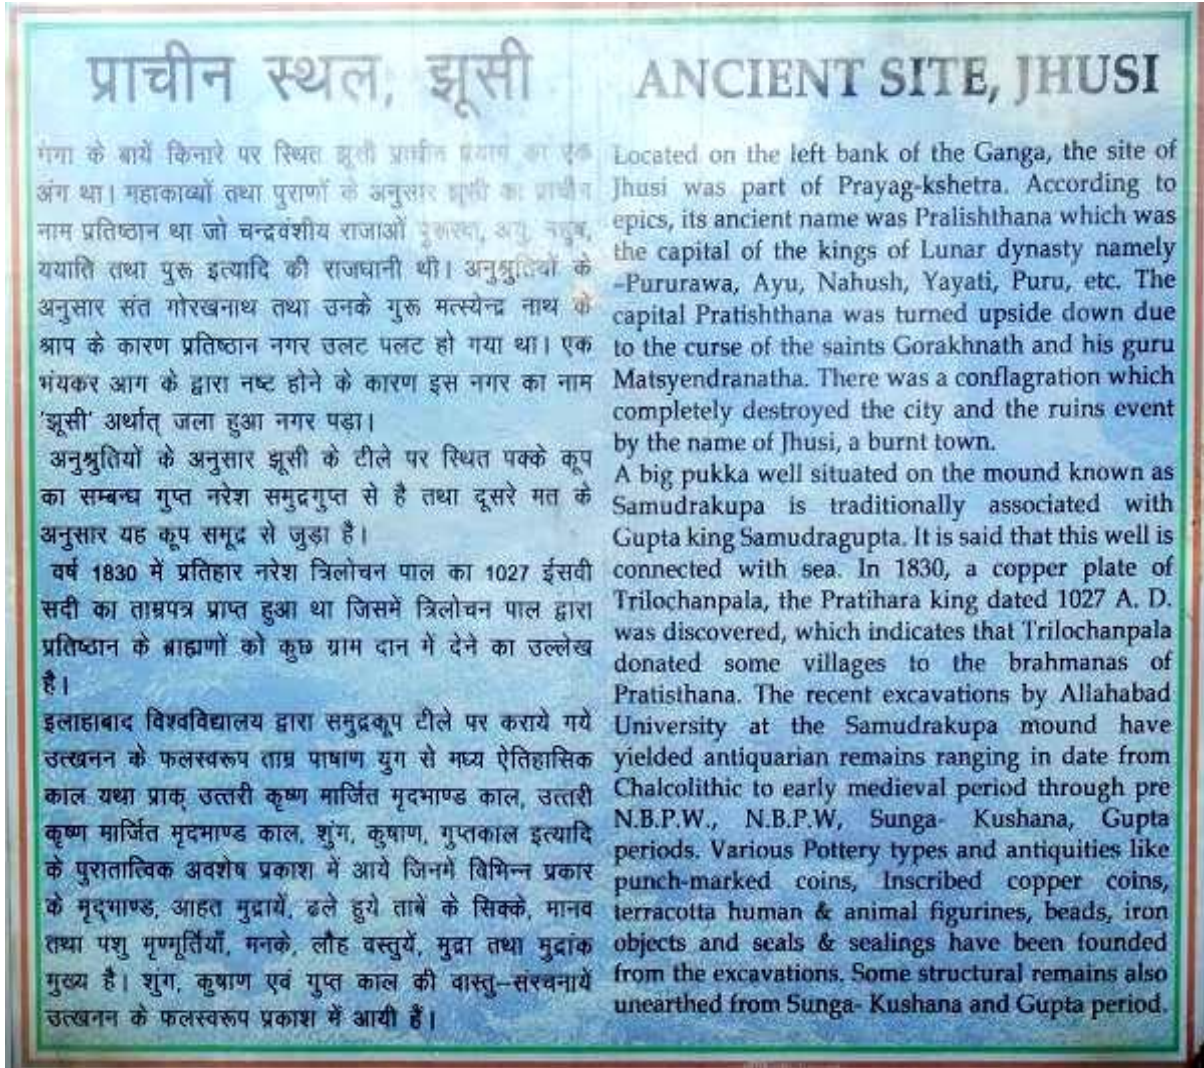 प्राचीन स्थल, झूसी
गंगा के बायें किनारे पर स्थित झूसी प्राचीन प्रयाग का एक
अंग था। महाकाव्यों तथा पुराणों के अनुसार झूसी का प्राचीन
नाम प्रतिष्ठान था जो चन्द्रवंशीय राजाओं पुरूरवा, अयु, नहुष,
ययाति तथा पुरू इत्यादि की राजधानी थी। अनुश्रुतियों के
अनुसार संत गोरखनाथ तथा उनके गुरू मत्स्येन्द्र नाथ के
श्राप के कारण प्रतिष्ठान नगर उलट पलट हो गया था। एक
भंयकर आग के द्वारा नष्ट होने के कारण इस नगर का नाम
'झूसी' अर्थात् जला हुआ नगर पड़ा।
अनुश्रुतियों के अनुसार झूसी के टीले पर स्थित पक्के कूप
का सम्बन्ध गुप्त नरेश समुद्रगुप्त से है तथा दूसरे मत के
अनुसार यह कूप समूद्र से जुड़ा है।
वर्ष 1830 में प्रतिहार नरेश त्रिलोचन पाल का 1027 ईसवी
सदी का ताम्रपत्र प्राप्त हुआ था जिसमें त्रिलोचन पाल द्वारा
प्रतिष्ठान के ब्राह्मणों को कुछ ग्राम दान में देने का उल्लेख
है।
इलाहाबाद विश्वविद्यालय द्वारा समुद्रकूप टीले पर कराये गये
उत्खनन के फलस्वरूप ताम्र पाषाण युग से मध्य ऐतिहासिक
काल यथा प्राक् उत्तरी कृष्ण मार्जित मृदभाण्ड काल, उत्तरी
कृष्ण मार्जित मृदभाण्ड काल, शुंग, कुषाण, गुप्तकाल इत्यादि
के पुरातात्विक अवशेष प्रकाश में आये जिनमें विभिन्न प्रकार
के मृद्भाण्ड, आहत मुद्रायें, ढले हुये ताबें के सिक्के, मानव
तथा पशु मृण्मूर्तियाँ, मनके, लौह वस्तुयें, मुद्रा तथा मुद्रांक
मुख्य है। शुंग, कुषाण एवं गुप्त काल की वास्तु-संरचनायें
उत्खनन के फलस्वरूप प्रकाश में आयी हैं।
ANCIENT SITE, JHUSI
Located on the left bank of the Ganga, the site of
Jhusi was part of Prayag-kshetra. According to
epics, its ancient name was Pralishthana which was
the capital of the kings of Lunar dynasty namely
-Pururawa, Ayu, Nahush, Yayati, Puru, etc. The
capital Pratishthana was turned upside down due
to the curse of the saints Gorakhnath and his guru
Matsyendranatha. There was a conflagration which
completely destroyed the city and the ruins event
by the name of Jhusi, a burnt town.
A big pukka well situated on the mound known as
Samudrakupa is traditionally associated with
Gupta king Samudragupta. It is said that this well is
connected with sea. In 1830, a copper plate of
Trilochanpala, the Pratihara king dated 1027 A. D.
was discovered, which indicates that Trilochanpala
donated some villages to the brahmanas of
Pratisthana. The recent excavations by Allahabad
University at the Samudrakupa mound have
yielded antiquarian remains ranging in date from
Chalcolithic to early medieval period through pre
N.B.P.W., N.B.P.W, Sunga- Kushana, Gupta
periods. Various Pottery types and antiquities like
punch-marked coins, Inscribed copper coins,
terracotta human & animal figurines, beads, iron
objects and seals & sealings have been founded
from the excavations. Some structural remains also
unearthed from Sunga- Kushana and Gupta period.